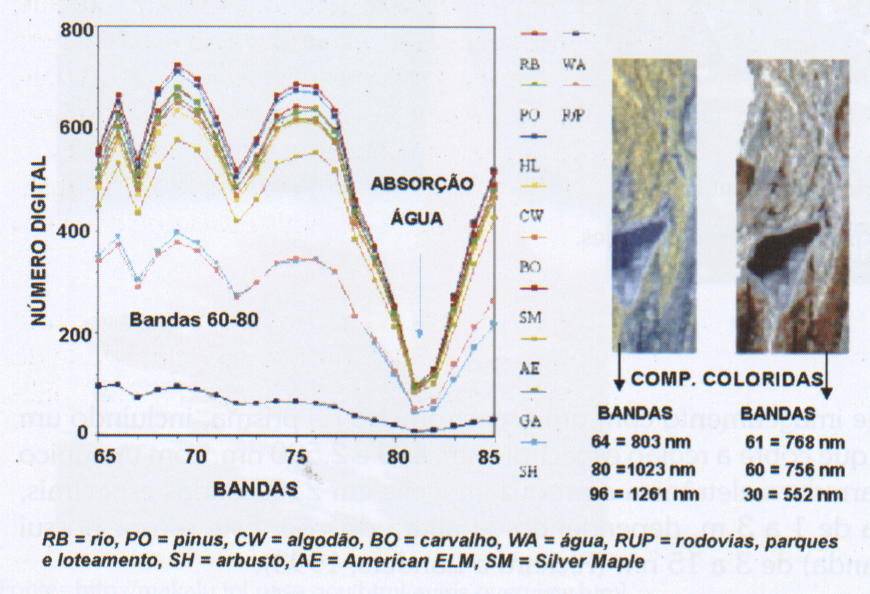 800
600
400
200
0
NÚMERO DIGITAL
65
70
75
80
85
BANDAS
ABSORÇÃO
ÁGUA
Bandas 60-80
RB WA
PO R/P
HL
CW
BO
SM
AE
GA
SH
COMP. COLORIDAS
BANDAS
64 = 803 nm
80 =1023 nm
96 = 1261 nm
BANDAS
61 = 768 nm
60 = 756 nm
30 = 552 nm
RB = rio, PO = pinus, CW = algodão, BO = carvalho, WA = água, RUP = rodovias, parques
e loteamento, SH = arbusto, AE = American ELM, SM = Silver Maple